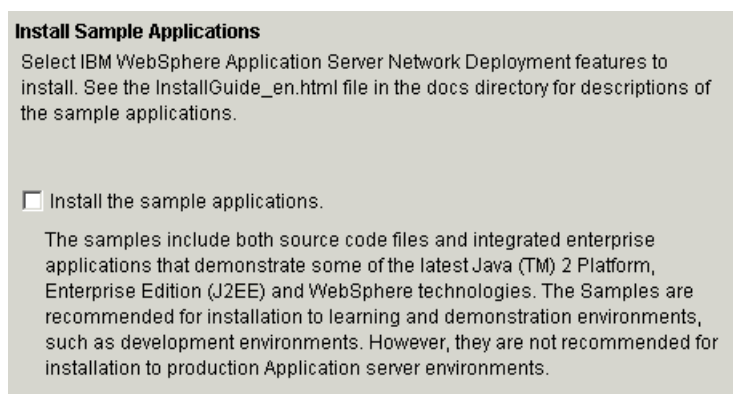 Install Sample Applications
Select IBM WebSphere Application Server Network Deployment features to
install. See the InstallGuide_en.html file in the docs directory for descriptions of
the sample applications.
Install the sample applications.
The samples include both source code files and integrated enterprise
applications that demonstrate some of the latest Java (TM) 2 Platform,
Enterprise Edition (J2EE) and WebSphere technologies. The Samples are
recommended for installation to learning and demonstration environments,
such as development environments. However, they are not recommended for
installation to production Application server environments.